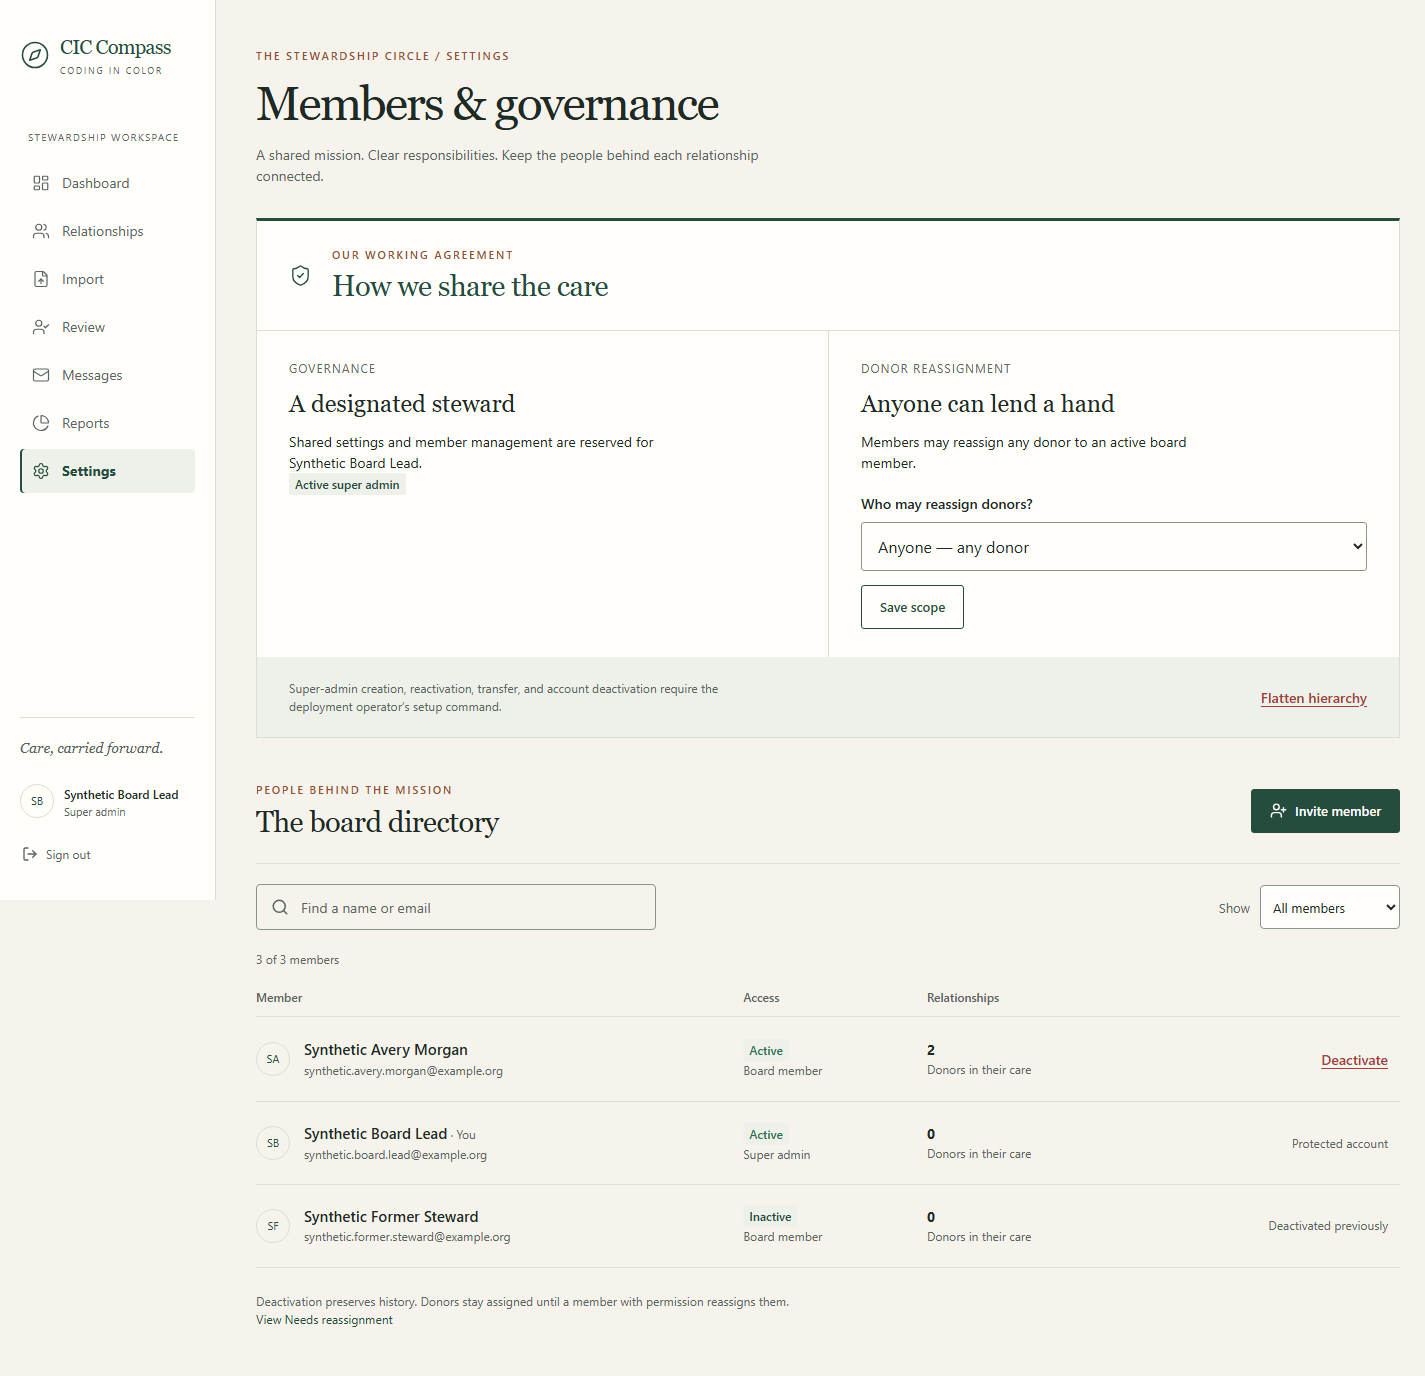 CIC Compass
CODING IN COLOR
STEWARDSHIP WORKSPACE
Dashboard
Relationships
Import
Review
Messages
Reports
Settings
Care, carried forward.
SB
Synthetic Board Lead
Super admin
Sign out
THE STEWARDSHIP CIRCLE / SETTINGS
Members & governance
A shared mission. Clear responsibilities. Keep the people behind each relationship
connected.
OUR WORKING AGREEMENT
How we share the care
GOVERNANCE
A designated steward
Shared settings and member management are reserved for
Synthetic Board Lead.
Active super admin
DONOR REASSIGNMENT
Anyone can lend a hand
Members may reassign any donor to an active board
member.
Who may reassign donors?
Anyone — any donor
Save scope
Super-admin creation, reactivation, transfer, and account deactivation require the
deployment operator's setup command.
Flatten hierarchy
PEOPLE BEHIND THE MISSION
The board directory
Invite member
Find a name or email
Show
All members
3 of 3 members
Member Access Relationships
SA
Synthetic Avery Morgan
synthetic.avery.morgan@example.org
Active
Board member
2
Donors in their care
Deactivate
SB
Synthetic Board Lead · You
synthetic.board.lead@example.org
Active
Super admin
0
Donors in their care
Protected account
SF
Synthetic Former Steward
synthetic.former.steward@example.org
Inactive
Board member
0
Donors in their care
Deactivated previously
Deactivation preserves history. Donors stay assigned until a member with permission reassigns them.
View Needs reassignment